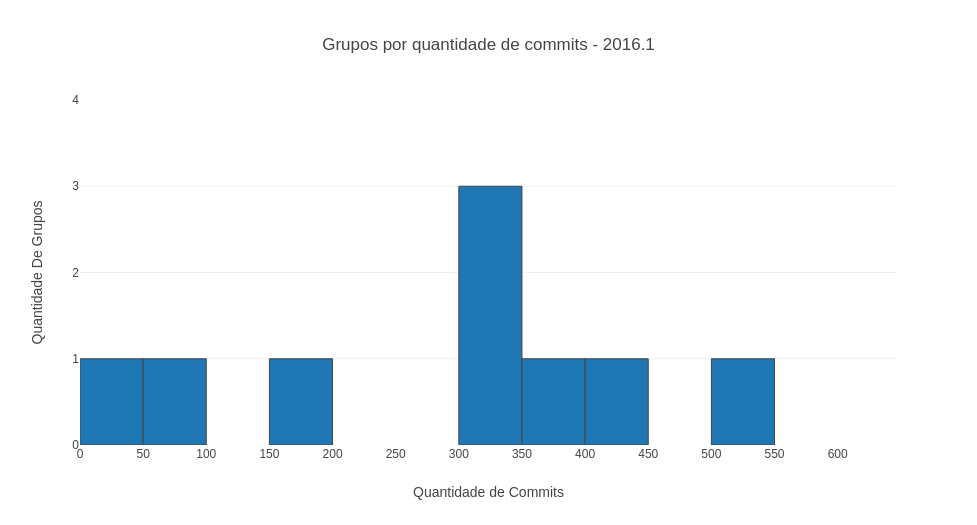 Grupos por quantidade de commits - 2016.1
4
3
2
1
0
Quantidade De Grupos
0 50 100 150 200 250 300 350 400 450 500 550 600
Quantidade de Commits